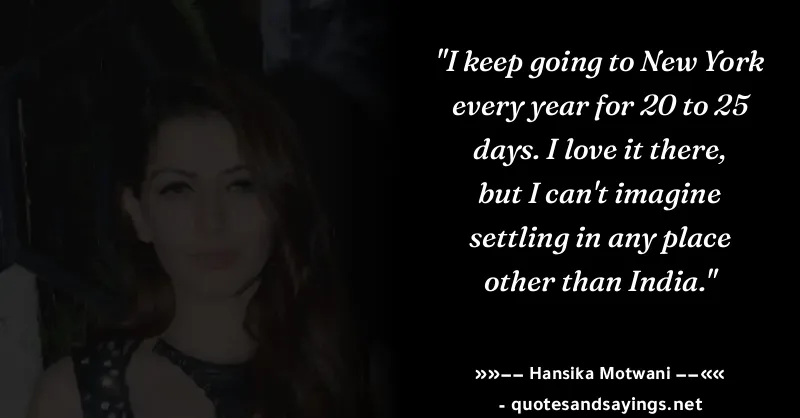 "I keep going to New York
every year for 20 to 25
days. I love it there,
but I can't imagine
settling in any place
other than India."
»»−− Hansika Motwani −−««
- quotesandsayings.net